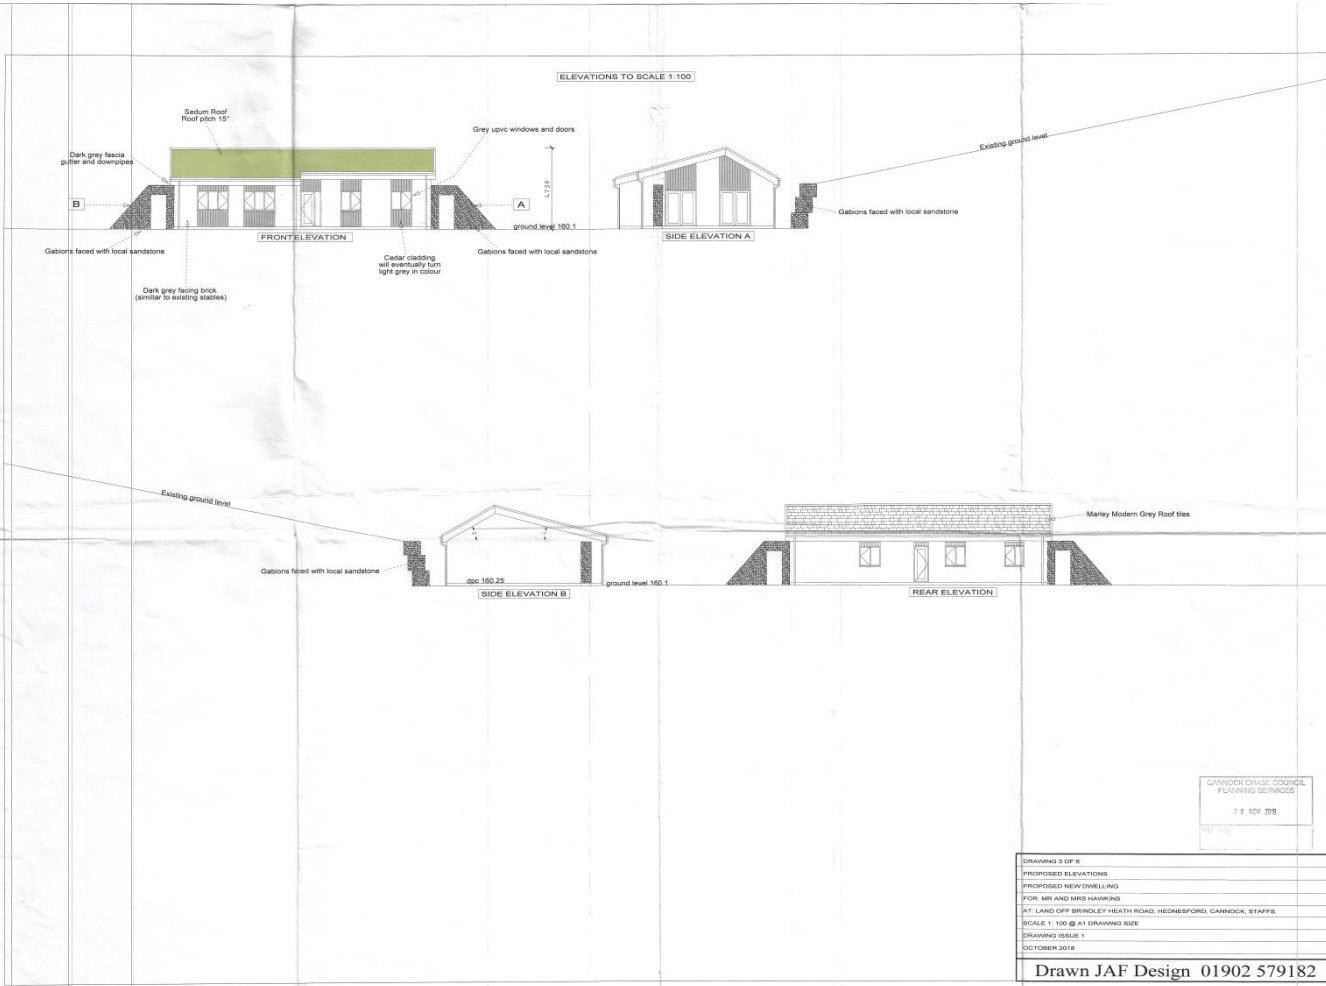 ELEVATIONS TO SCALE 1:100
Sedum Roof
Roof pitch 15°
Grey upvc windows and doors
Dark grey fascia
gutter and downpipes
4739
Existing ground level
B
A
Gabions faced with local sandstone
ground level 160.1
FRONT ELEVATION
SIDE ELEVATION A
Gabions faced with local sandstone
Gabions faced with local sandstone
Cedar cladding
will eventually turn
light grey in colour
Dark grey facing brick
(similiar to existing stables)
Existing ground level
Marley Modern Grey Roof tiles
Gabions faced with local sandstone
dpc 160.25
ground level 160.1
SIDE ELEVATION B
REAR ELEVATION
CANNOCK CHASE COUNCIL
PLANNING SERVICES
NOV
DRAWING 3 OF 6
PROPOSED ELEVATIONS
PROPOSED NEW DWELLING
FOR: MR AND MRS HAWKINS
AT: LAND OFF BRINDLEY HEATH ROAD, HEDNESFORD, CANNOCK, STAFFS.
SCALE 1: 100 @ A1 DRAWING SIZE
DRAWING ISSUE 1
OCTOBER 2018
Drawn JAF Design 01902 579182